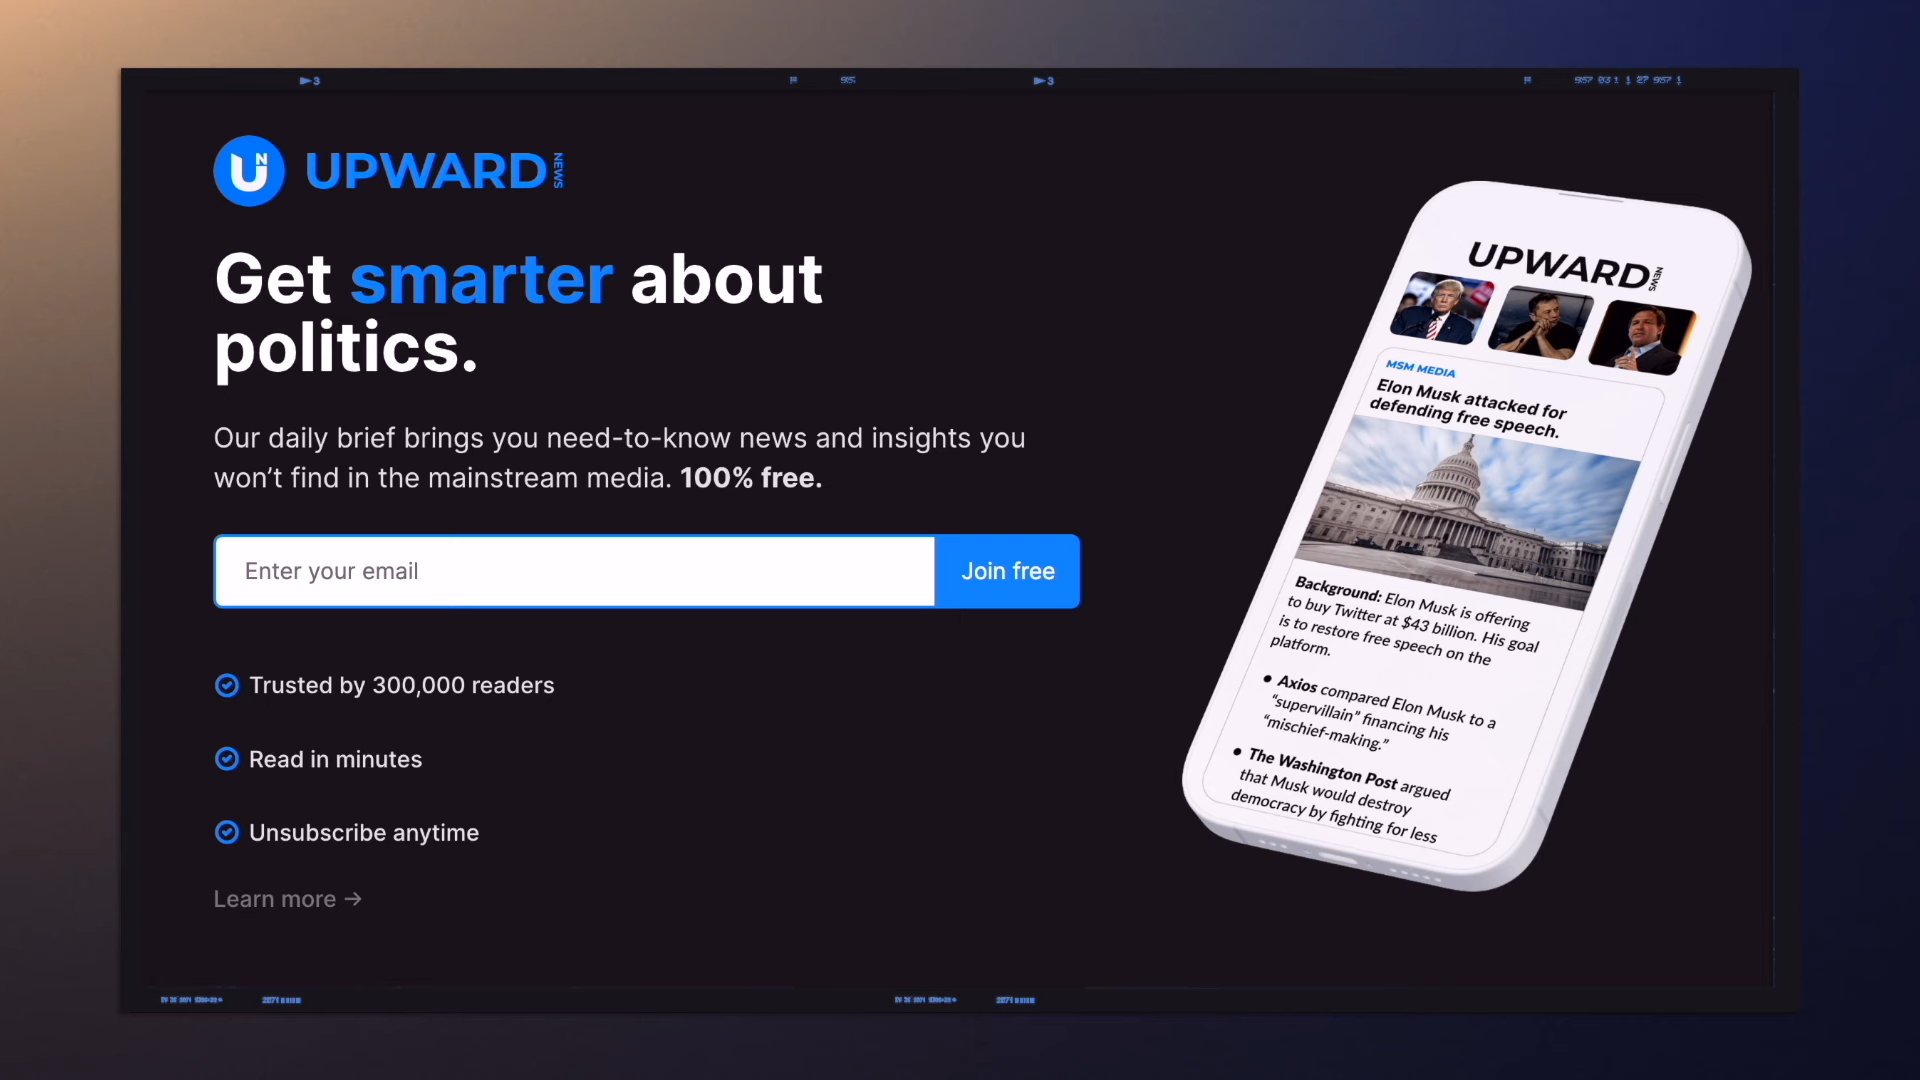 UN UPWARD NEWS
Get smarter about
politics.
Our daily brief brings you need-to-know news and insights you
won’t find in the mainstream media. 100% free.
Enter your email
Join free
Trusted by 300,000 readers
Read in minutes
Unsubscribe anytime
Learn more →
UPWARD NEWS
MSM MEDIA
Elon Musk attacked for
defending free speech.
Background: Elon Musk is offering
to buy Twitter at $43 billion. His goal
is to restore free speech on the
platform.
• Axios compared Elon Musk to a
“supervillain” financing his
“mischief-making.”
• The Washington Post argued
that Musk would destroy
democracy by fighting for less